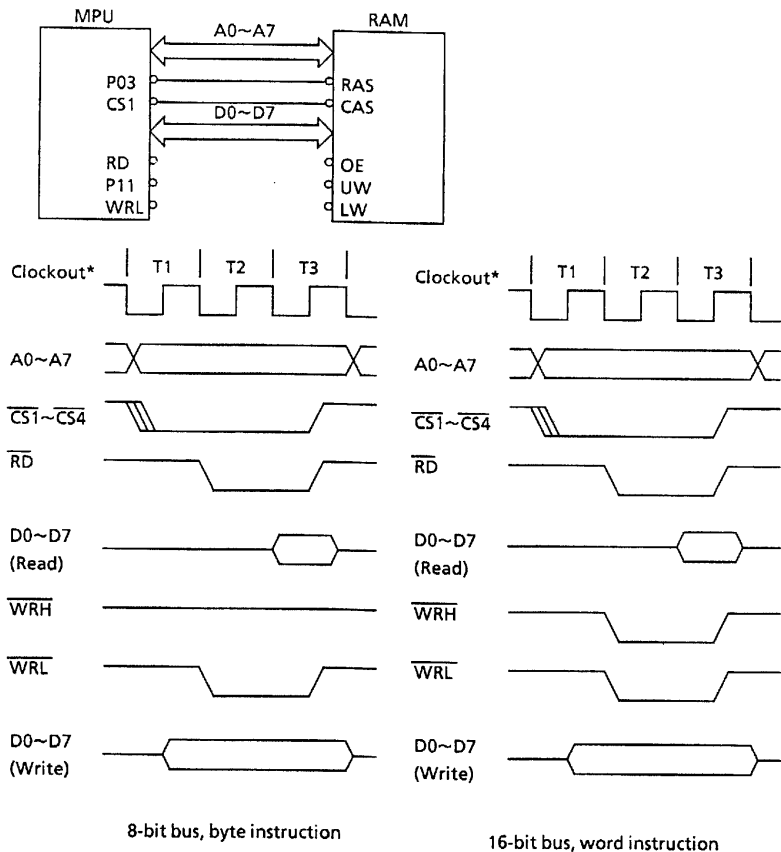 MPU RAM
A0~A7
P03 RAS
CS1 CAS
D0~D7
RD OE
P11 UW
WRL LW
Clockout* T1 T2 T3
A0~A7
CS1~CS4
RD
D0~D7
(Read)
WRH
WRL
D0~D7
(Write)
8-bit bus, byte instruction
Clockout* T1 T2 T3
A0~A7
CS1~CS4
RD
D0~D7
(Read)
WRH
WRL
D0~D7
(Write)
16-bit bus, word instruction